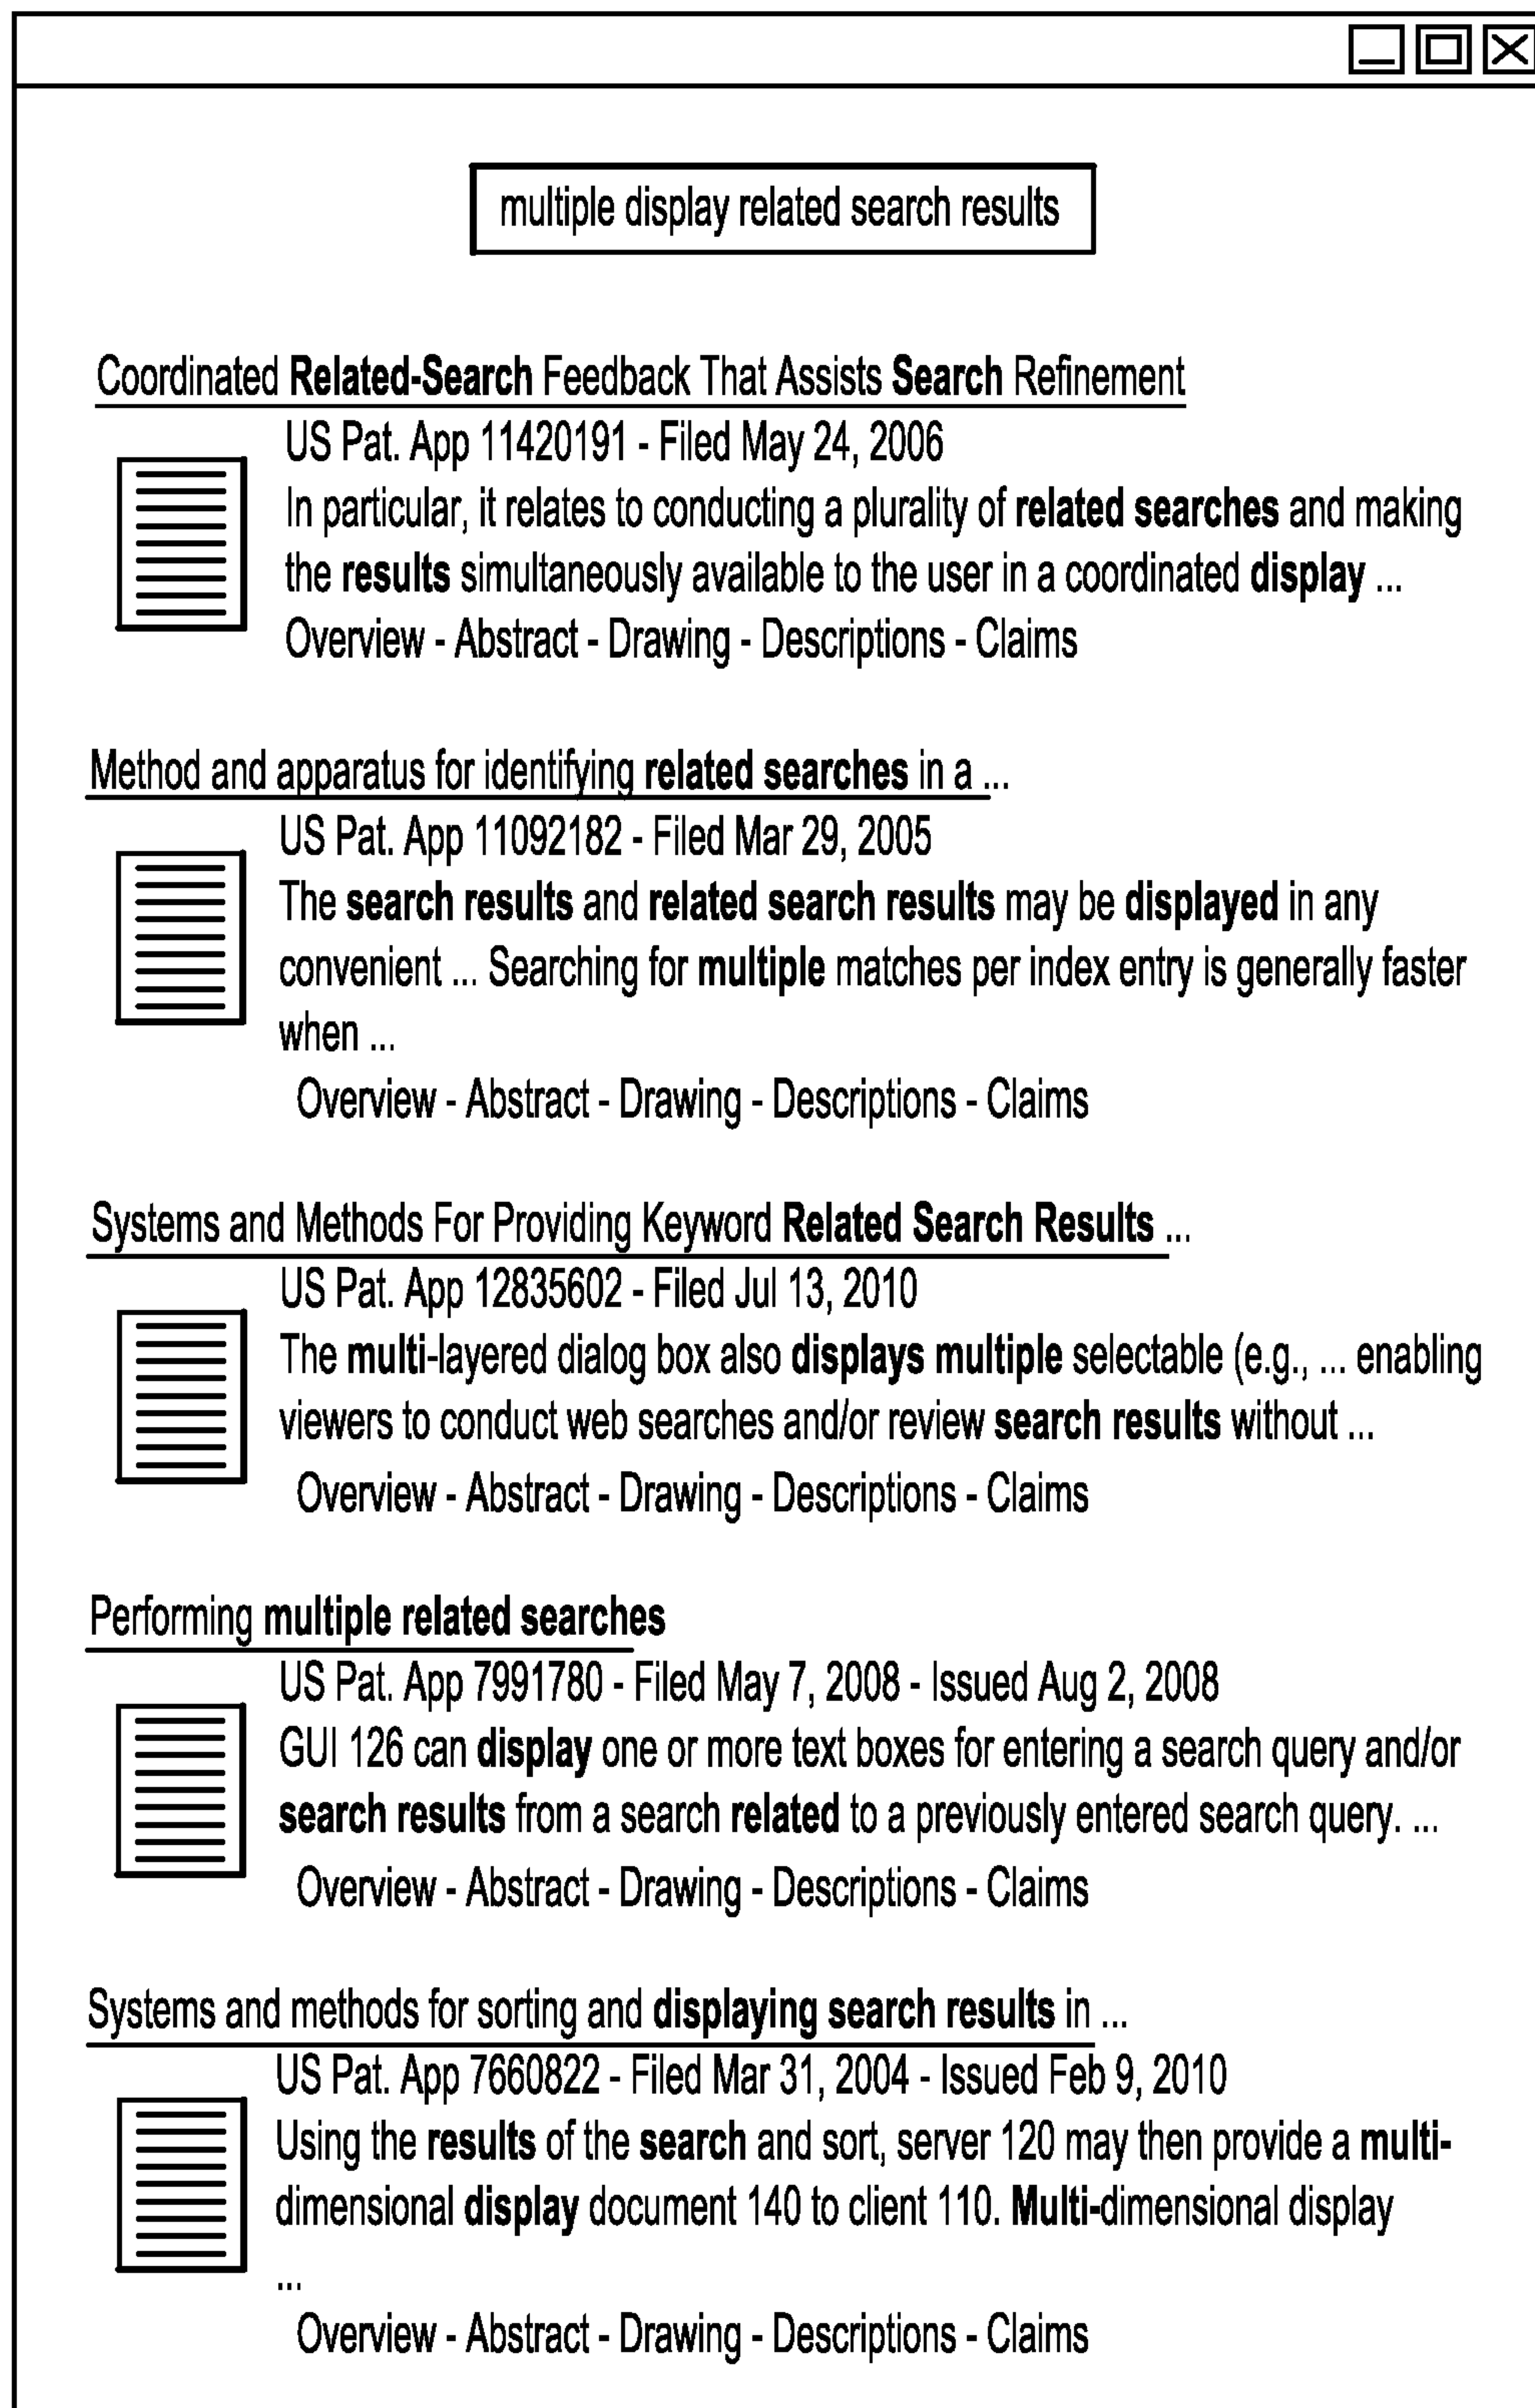 multiple display related search results
Coordinated Related-Search Feedback That Assists Search Refinement
US Pat. App 11420191 - Filed May 24, 2006
In particular, it relates to conducting a plurality of related searches and making
the results simultaneously available to the user in a coordinated display ...
Overview - Abstract - Drawing - Descriptions - Claims
Method and apparatus for identifying related searches in a ...
US Pat. App 11092182 - Filed Mar 29, 2005
The search results and related search results may be displayed in any
convenient ... Searching for multiple matches per index entry is generally faster
when ...
Overview - Abstract - Drawing - Descriptions - Claims
Systems and Methods For Providing Keyword Related Search Results ...
US Pat. App 12835602 - Filed Jul 13, 2010
The multi-layered dialog box also displays multiple selectable (e.g., ... enabling
viewers to conduct web searches and/or review search results without ...
Overview - Abstract - Drawing - Descriptions - Claims
Performing multiple related searches
US Pat. App 7991780 - Filed May 7, 2008 - Issued Aug 2, 2008
GUI 126 can display one or more text boxes for entering a search query and/or
search results from a search related to a previously entered search query. ...
Overview - Abstract - Drawing - Descriptions - Claims
Systems and methods for sorting and displaying search results in ...
US Pat. App 7660822 - Filed Mar 31, 2004 - Issued Feb 9, 2010
Using the results of the search and sort, server 120 may then provide a multi-
dimensional display document 140 to client 110. Multi-dimensional display
...
Overview - Abstract - Drawing - Descriptions - Claims